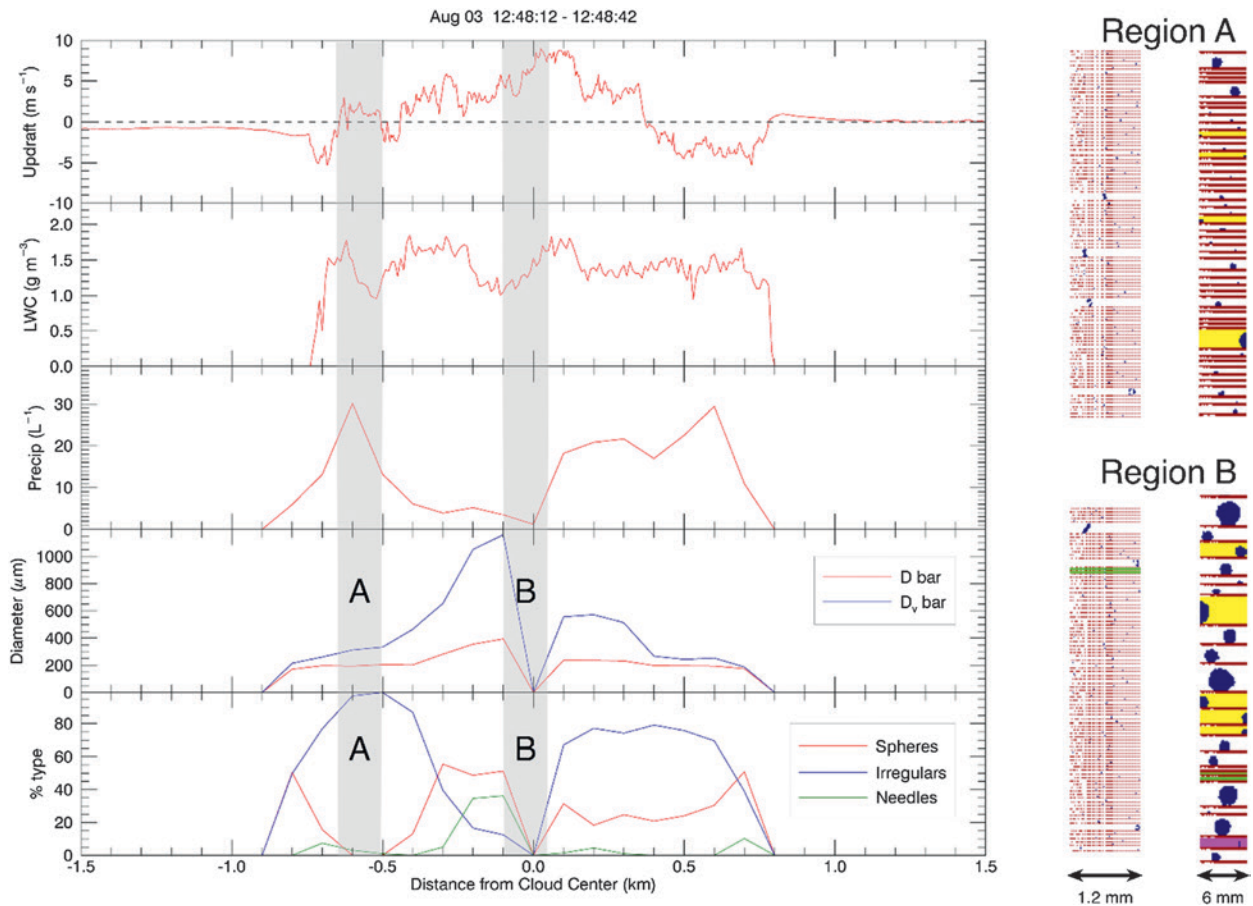 Aug 03 12:48:12 - 12:48:42
Region A
10
5
0
-5
-10
Updraft (m s⁻¹)
2.0
1.5
1.0
0.5
0.0
LWC (g m⁻³)
30
20
10
0
Precip (L⁻¹)
1000
800
600
400
200
0
Diameter (μm)
A
B
D bar
Dᵥ bar
80
60
40
20
0
% type
A
B
Spheres
Irregulars
Needles
-1.5
-1.0
-0.5
0.0
0.5
1.0
1.5
Distance from Cloud Center (km)
Region B
1.2 mm
6 mm